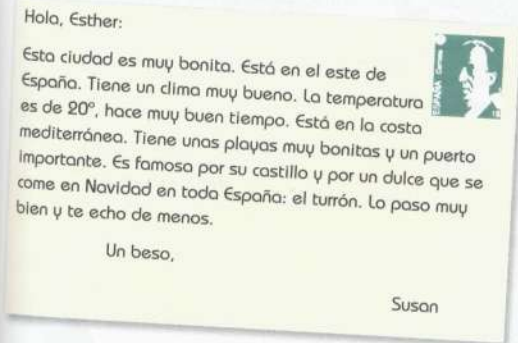 Hola, Esther:
Esta ciudad es muy bonita. Está en el este de
España. Tiene un clima muy bueno. La temperatura
es de 20º, hace muy buen tiempo. Está en la costa
mediterránea. Tiene unas playas muy bonitas y un puerto
importante. Es famosa por su castillo y por un dulce que se
come en Navidad en toda España: el turrón. Lo paso muy
bien y te echo de menos.
Un beso,
Susan
ESPAÑA Correos